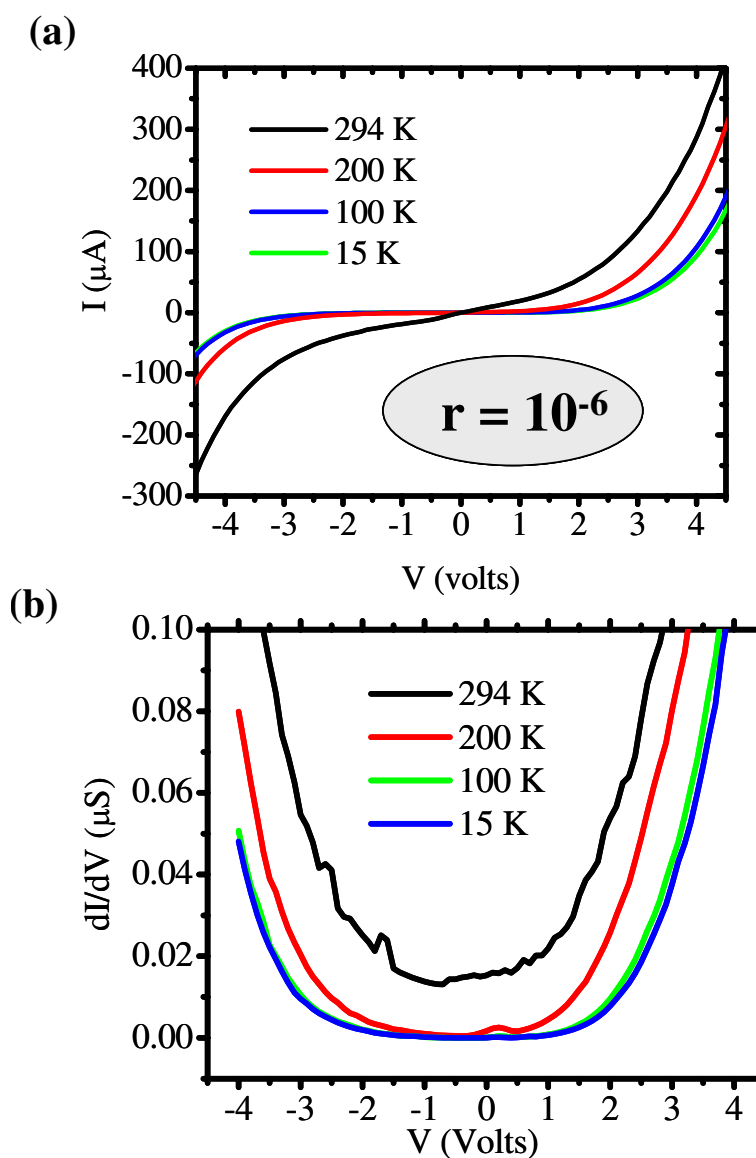 (a)
400
300
200
100
0
-100
-200
-300
I (μA)
294 K
200 K
100 K
15 K
r = 10⁻⁶
-4 -3 -2 -1 0 1 2 3 4
V (volts)
(b)
0.10
0.08
0.06
0.04
0.02
0.00
dI/dV (μS)
294 K
200 K
100 K
15 K
-4 -3 -2 -1 0 1 2 3 4
V (Volts)